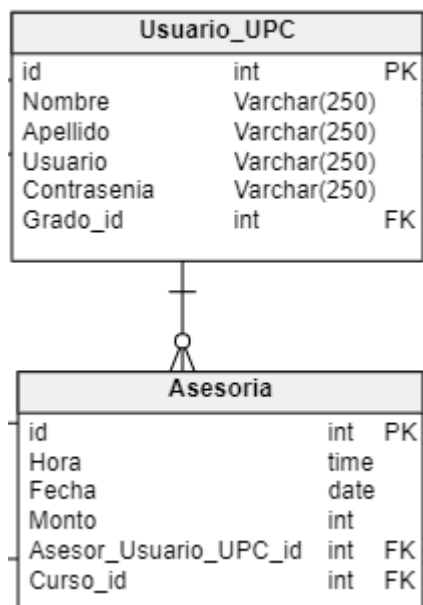 Usuario_UPC
id int PK
Nombre Varchar(250)
Apellido Varchar(250)
Usuario Varchar(250)
Contrasenia Varchar(250)
Grado_id int FK
Asesoria
id int PK
Hora time
Fecha date
Monto int
Asesor_Usuario_UPC_id int FK
Curso_id int FK